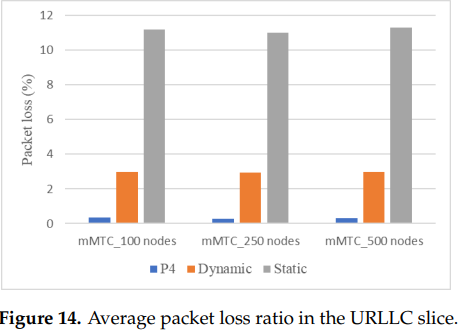 12
10
8
6
4
2
0
Packet loss (%)
mMTC_100 nodes mMTC_250 nodes mMTC_500 nodes
P4 Dynamic Static
Figure 14. Average packet loss ratio in the URLLC slice.